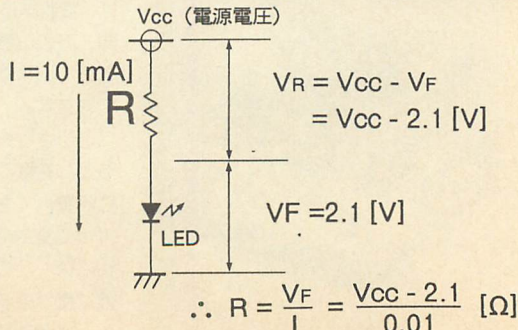 Vcc（電源電圧）
I =10 [mA]
R
VR = Vcc - VF
= Vcc - 2.1 [V]
VF =2.1 [V]
LED
∴ R = VF/I = Vcc - 2.1/0.01 [Ω]